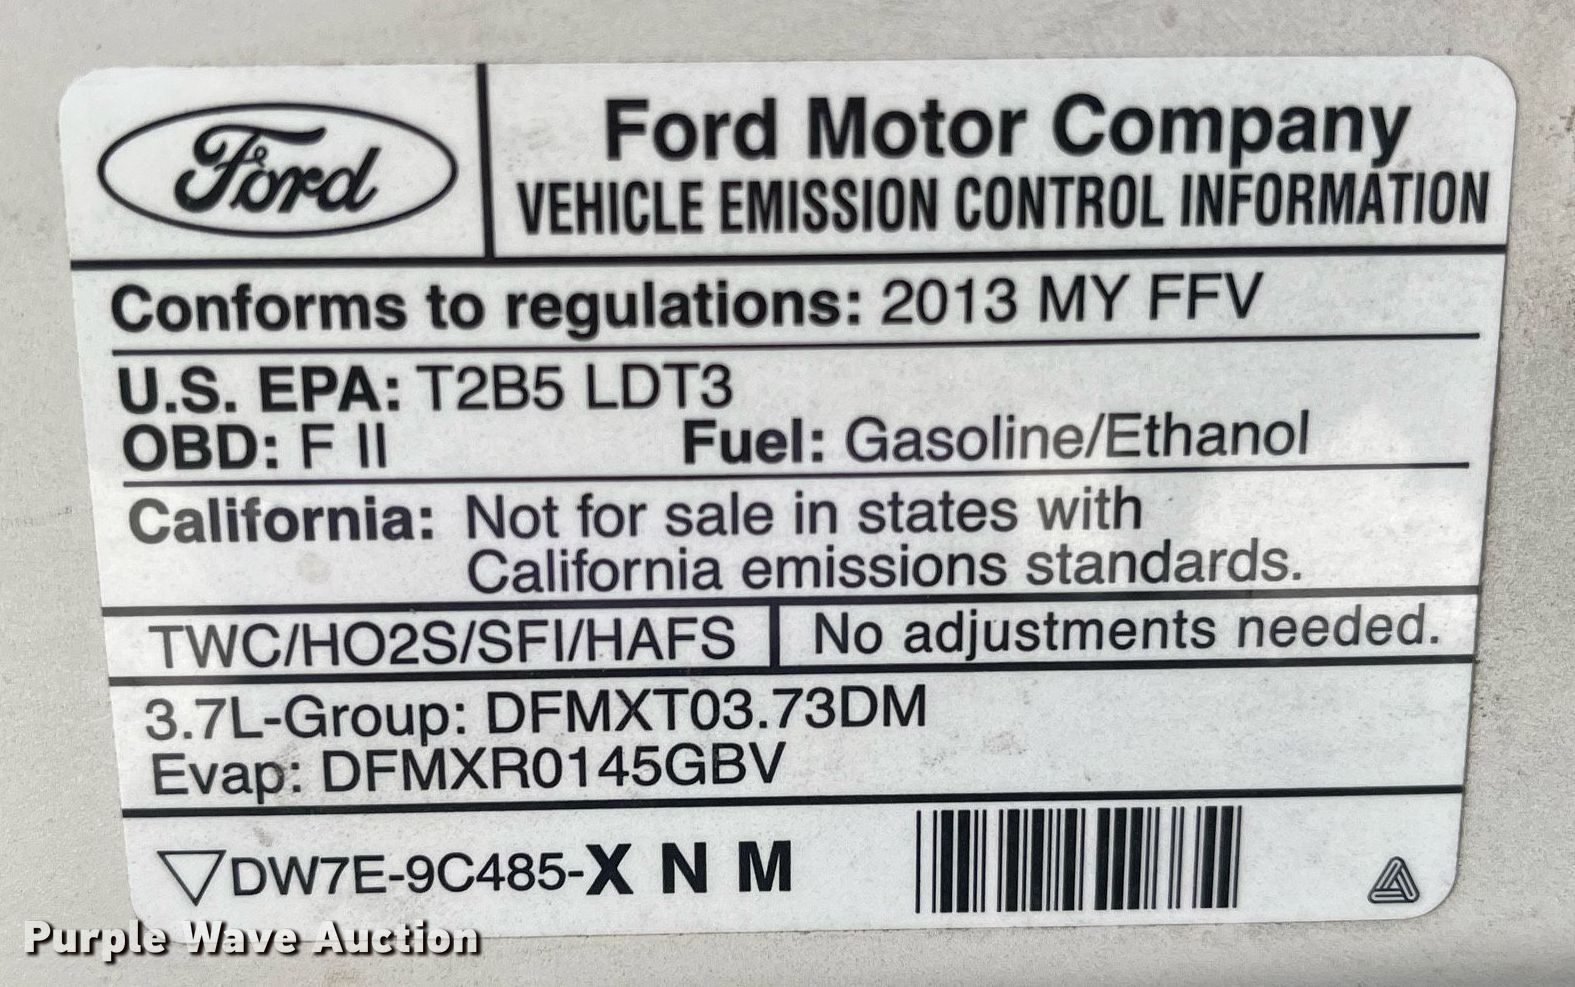 Ford
Ford Motor Company
VEHICLE EMISSION CONTROL INFORMATION
Conforms to regulations: 2013 MY FFV
U.S. EPA: T2B5 LDT3
OBD: F II Fuel: Gasoline/Ethanol
California: Not for sale in states with
California emissions standards.
TWC/HO2S/SFI/HAFS No adjustments needed.
3.7L-Group: DFMXT03.73DM
Evap: DFMXR0145GBV
DW7E-9C485-X N M
Purple Wave Auction